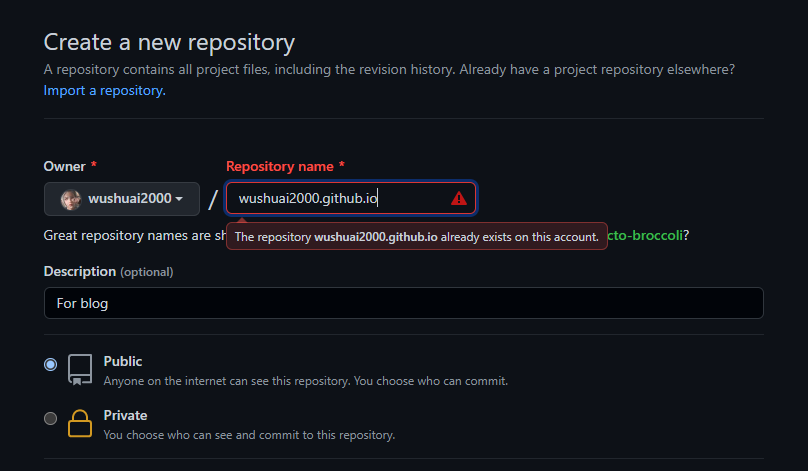 Create a new repository
A repository contains all project files, including the revision history. Already have a project repository elsewhere?
Import a repository.
Owner * Repository name *
wushuai2000 / wushuai2000.github.io
The repository wushuai2000.github.io already exists on this account.
Great repository names are cto-broccoli?
Description (optional)
For blog
Public
Anyone on the internet can see this repository. You choose who can commit.
Private
You choose who can see and commit to this repository.